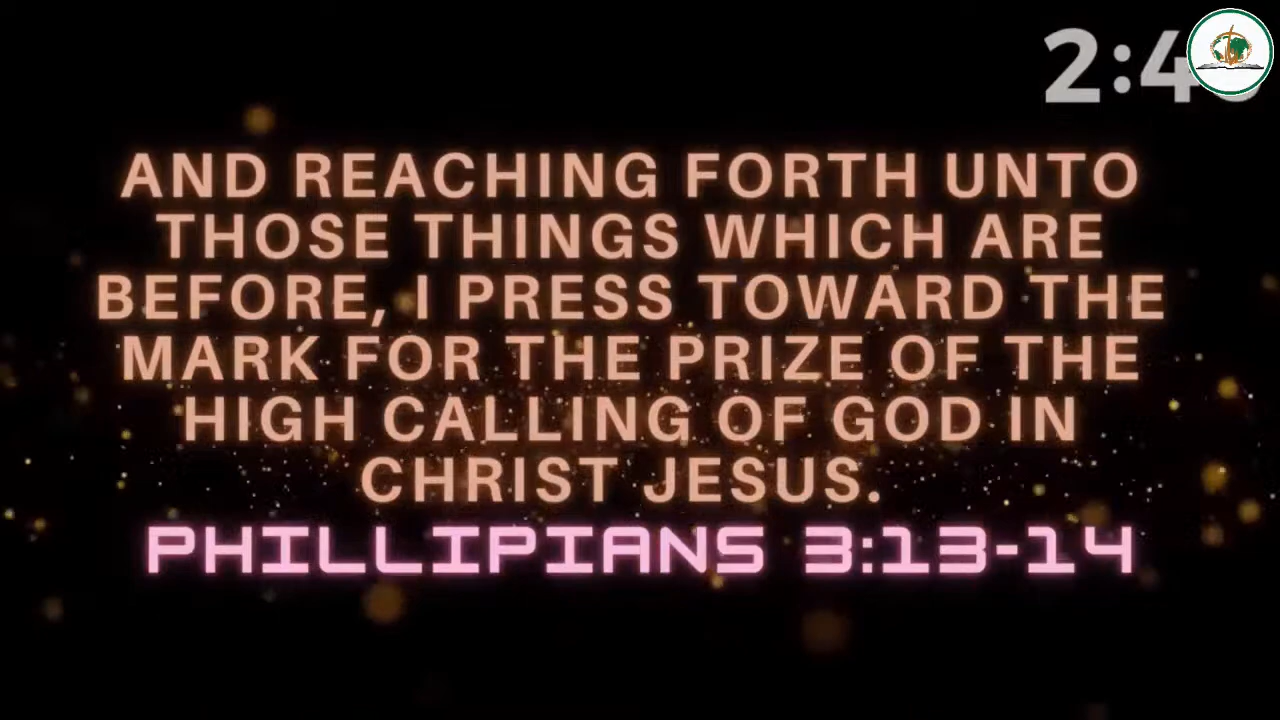 AND REACHING FORTH UNTO
THOSE THINGS WHICH ARE
BEFORE, I PRESS TOWARD THE
MARK FOR THE PRIZE OF THE
HIGH CALLING OF GOD IN
CHRIST JESUS.
PHILLIPIANS 3:13-14